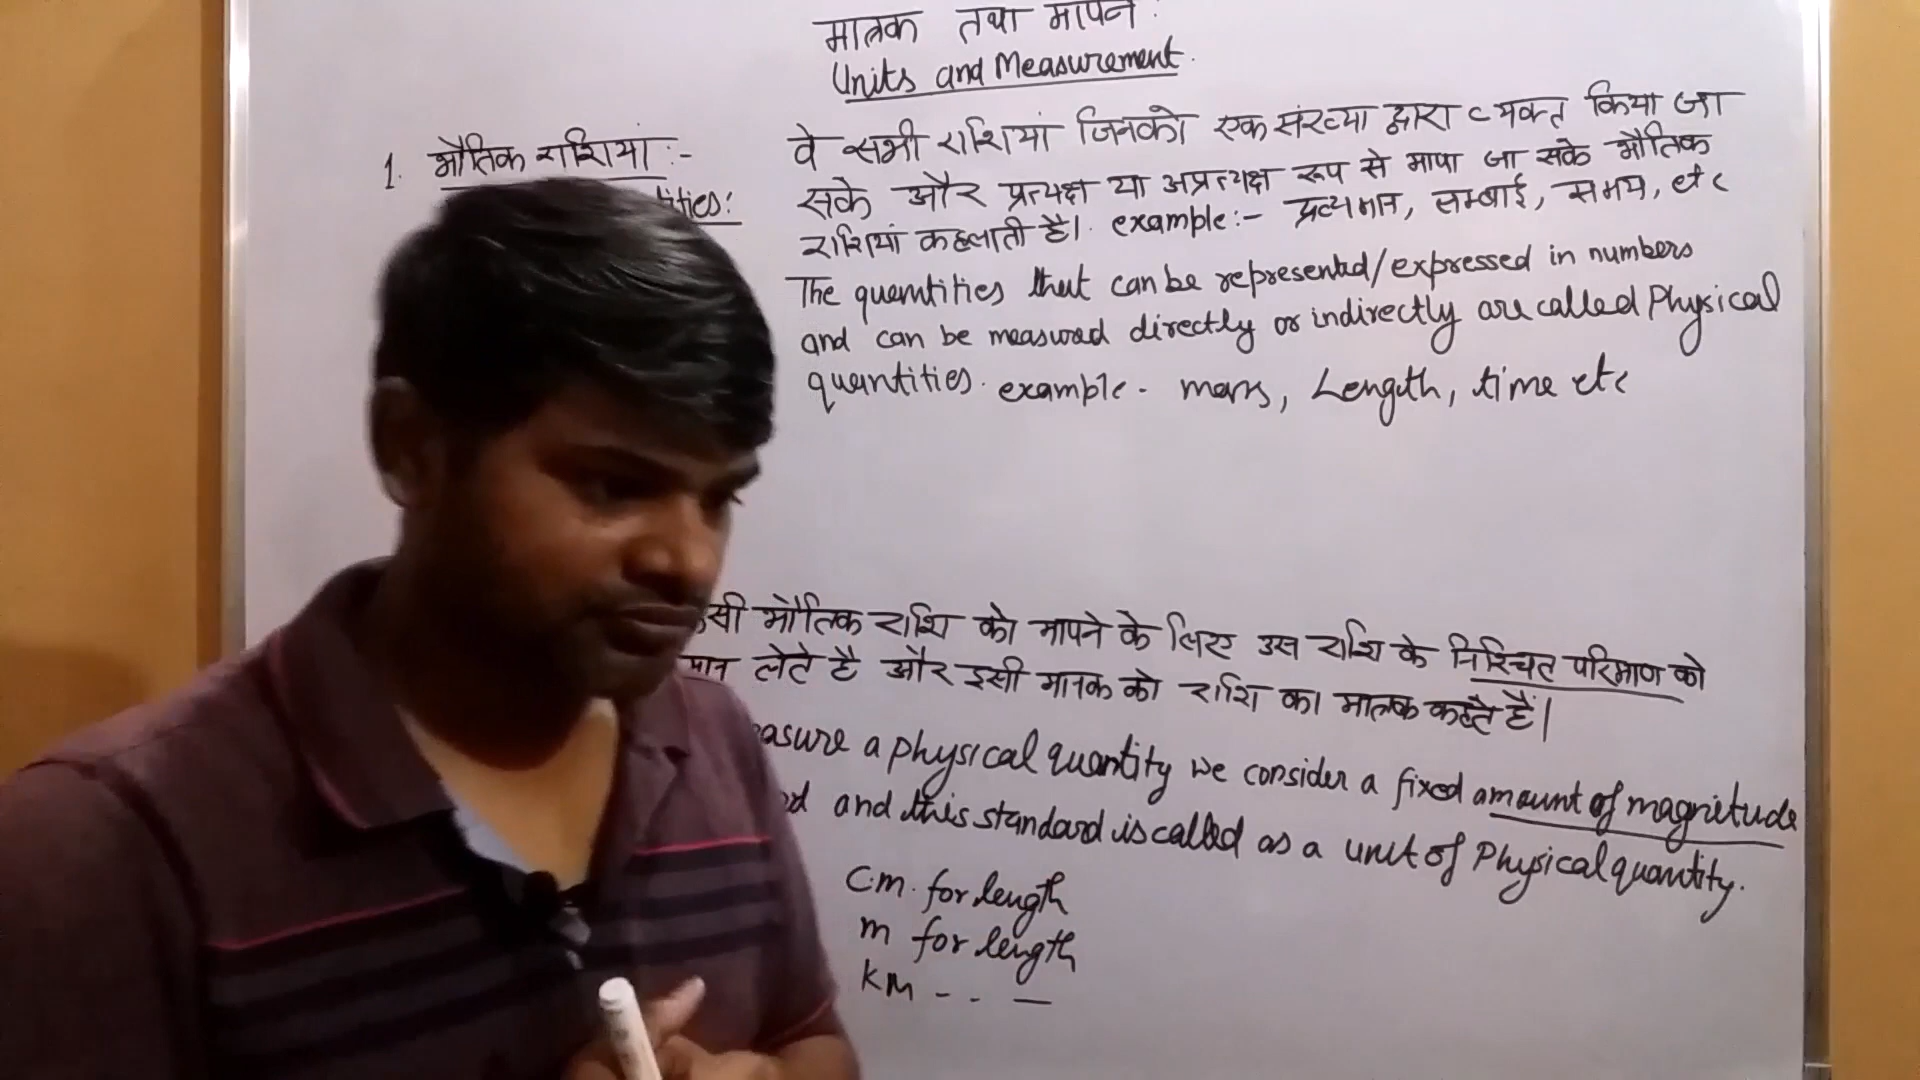 मात्रक तथा मापन :
Units and Measurement.
1. भौतिक राशियां :-
वे सभी राशियां जिनको एक संख्या द्वारा व्यक्त किया जा
सके और प्रत्यक्ष या अप्रत्यक्ष रूप से मापा जा सके भौतिक
राशियां कहलाती है। example:- द्रव्यमान, लम्बाई, समय, etc
The quantities that can be represented/expressed in numbers
and can be measured directly or indirectly are called Physical
quantities. example - mass, Length, time etc
भौतिक राशि को मापने के लिए उस राशि के निश्चित परिमाण को
मान लेते है और इसी मानक को राशि का मात्रक कहते हैं।
a physical quantity we consider a fixed amount of magnitude
and this standard is called as a unit of Physical quantity.
C.m. for length
m for length
KM - - —